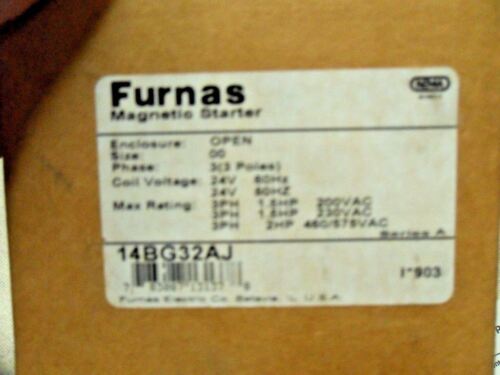 Furnas
FURNAS
Magnetic Starter
Enclosure: OPEN
Size: 00
Phase: 3(3 Poles)
Coil Voltage: 24V 60Hz
24V 50HZ
Max Rating: 3PH 1.5HP 200VAC
3PH 1.5HP 230VAC
3PH 2HP 460/575VAC
Series A
14BG32AJ
I*903
Furnas Electric Co. Batavia, IL U.S.A.